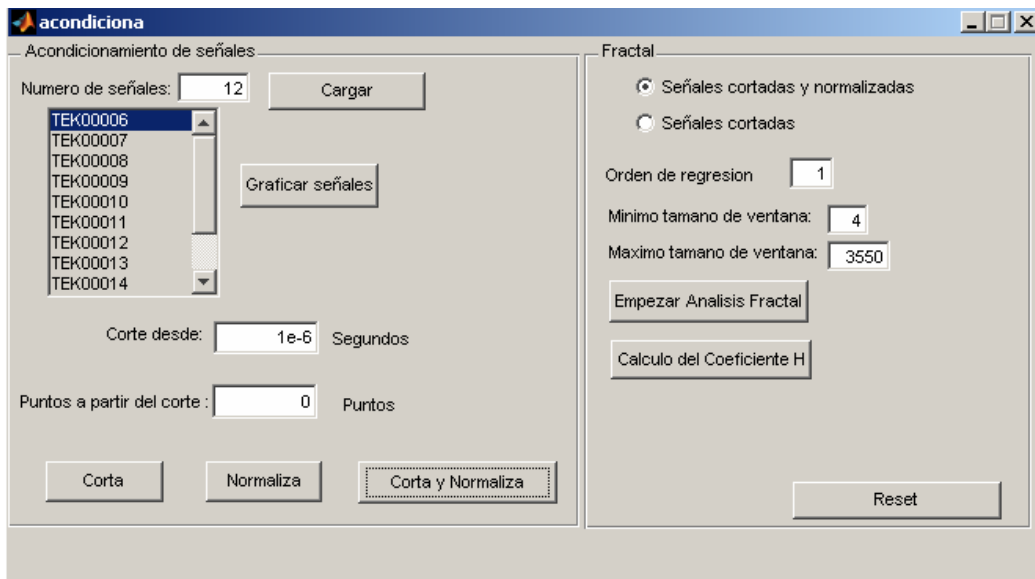 acondiciona
Acondicionamiento de señales
Numero de señales: 12
Cargar
TEK00006
TEK00007
TEK00008
TEK00009
TEK00010
TEK00011
TEK00012
TEK00013
TEK00014
Graficar señales
Corte desde: 1e-6 Segundos
Puntos a partir del corte : 0 Puntos
Corta
Normaliza
Corta y Normaliza
Fractal
Señales cortadas y normalizadas
Señales cortadas
Orden de regresion 1
Minimo tamano de ventana: 4
Maximo tamano de ventana: 3550
Empezar Analisis Fractal
Calculo del Coeficiente H
Reset